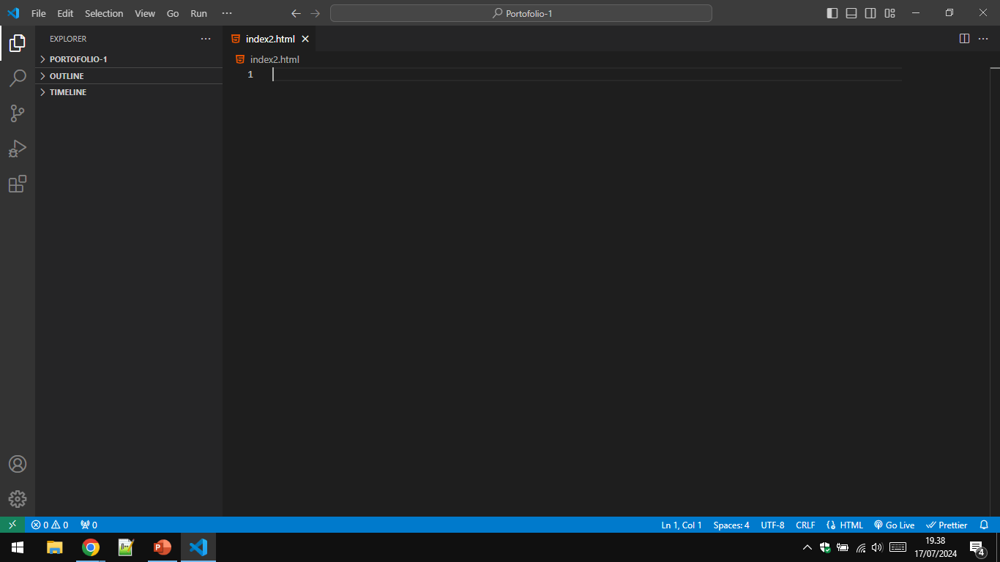 File Edit Selection View Go Run ··· Portofolio-1
EXPLORER ···
PORTOFOLIO-1
OUTLINE
TIMELINE
index2.html
index2.html
1
0 0 0 Ln 1, Col 1 Spaces: 4 UTF-8 CRLF HTML Go Live Prettier
19.38
17/07/2024
4